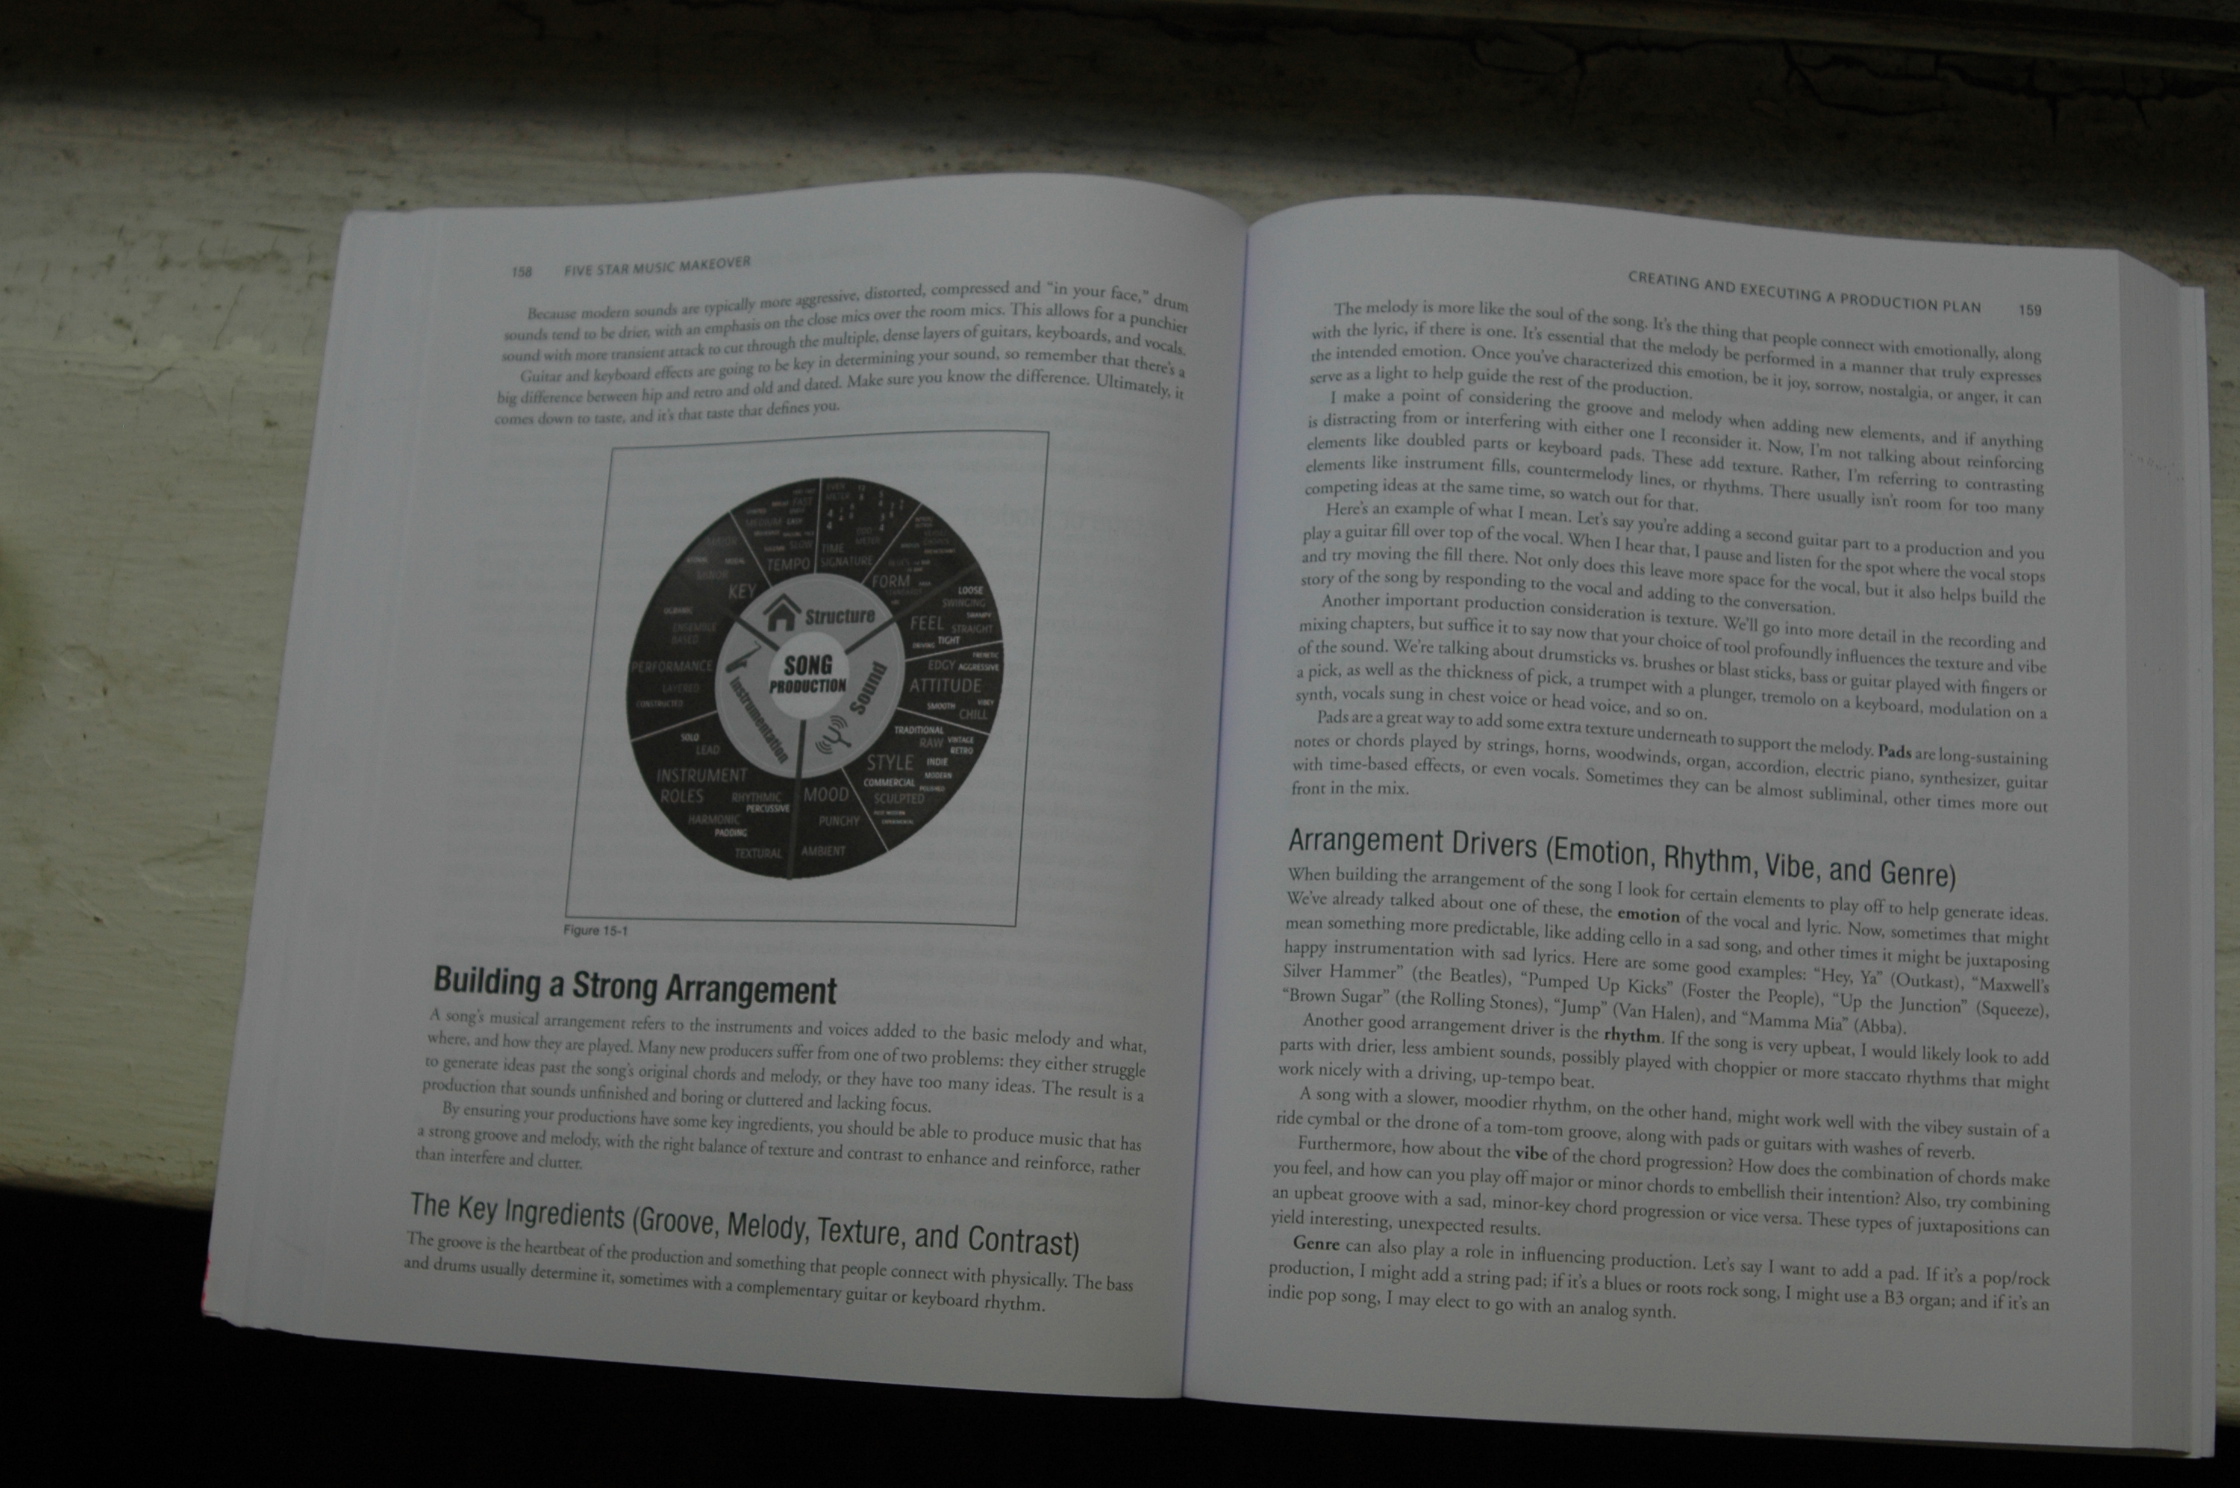 158 FIVE STAR MUSIC MAKEOVER
Because modern sounds are typically more aggressive, distorted, compressed and "in your face," drum
sounds tend to be drier, with an emphasis on the close mics over the room mics. This allows for a punchier
sound with more transient attack to cut through the multiple, dense layers of guitars, keyboards, and vocals.
Guitar and keyboard effects are going to be key in determining your sound, so remember that there's a
big difference between hip and retro and old and dated. Make sure you know the difference. Ultimately, it
comes down to taste, and it's that taste that defines you.
SONG
PRODUCTION
Structure
Sound
Instrumentation
KEY
MAJOR
MINOR
TEMPO
MEDIUM
SLOW
TIME
SIGNATURE
FORM
LOOSE
SWINGING
FEEL STRAIGHT
TIGHT
EDGY AGGRESSIVE
ATTITUDE
SMOOTH
CHILL
TRADITIONAL
RAW VINTAGE
RETRO
STYLE INDIE
COMMERCIAL MODERN
SCULPTED
MOOD
PUNCHY
AMBIENT
SOLO
LEAD
INSTRUMENT
ROLES
RHYTHMIC
PERCUSSIVE
HARMONIC
PADDING
TEXTURAL
ENSEMBLE
BASED
PERFORMANCE
LAYERED
CONSTRUCTED
Figure 15-1
Building a Strong Arrangement
A song's musical arrangement refers to the instruments and voices added to the basic melody and what,
where, and how they are played. Many new producers suffer from one of two problems: they either struggle
to generate ideas past the song's original chords and melody, or they have too many ideas. The result is a
production that sounds unfinished and boring or cluttered and lacking focus.
By ensuring your productions have some key ingredients, you should be able to produce music that has
a strong groove and melody, with the right balance of texture and contrast to enhance and reinforce, rather
than interfere and clutter.
The Key Ingredients (Groove, Melody, Texture, and Contrast)
The groove is the heartbeat of the production and something that people connect with physically. The bass
and drums usually determine it, sometimes with a complementary guitar or keyboard rhythm.
CREATING AND EXECUTING A PRODUCTION PLAN 159
The melody is more like the soul of the song. It's the thing that people connect with emotionally, along
with the lyric, if there is one. It's essential that the melody be performed in a manner that truly expresses
the intended emotion. Once you've characterized this emotion, be it joy, sorrow, nostalgia, or anger, it can
serve as a light to help guide the rest of the production.
I make a point of considering the groove and melody when adding new elements, and if anything
is distracting from or interfering with either one I reconsider it. Now, I'm not talking about reinforcing
elements like doubled parts or keyboard pads. These add texture. Rather, I'm referring to contrasting
elements like instrument fills, countermelody lines, or rhythms. There usually isn't room for too many
competing ideas at the same time, so watch out for that.
Here's an example of what I mean. Let's say you're adding a second guitar part to a production and you
play a guitar fill over top of the vocal. When I hear that, I pause and listen for the spot where the vocal stops
and try moving the fill there. Not only does this leave more space for the vocal, but it also helps build the
story of the song by responding to the vocal and adding to the conversation.
Another important production consideration is texture. We'll go into more detail in the recording and
mixing chapters, but suffice it to say now that your choice of tool profoundly influences the texture and vibe
of the sound. We're talking about drumsticks vs. brushes or blast sticks, bass or guitar played with fingers or
a pick, as well as the thickness of pick, a trumpet with a plunger, tremolo on a keyboard, modulation on a
synth, vocals sung in chest voice or head voice, and so on.
Pads are a great way to add some extra texture underneath to support the melody. Pads are long-sustaining
notes or chords played by strings, horns, woodwinds, organ, accordion, electric piano, synthesizer, guitar
with time-based effects, or even vocals. Sometimes they can be almost subliminal, other times more out
front in the mix.
Arrangement Drivers (Emotion, Rhythm, Vibe, and Genre)
When building the arrangement of the song I look for certain elements to play off to help generate ideas.
We've already talked about one of these, the emotion of the vocal and lyric. Now, sometimes that might
mean something more predictable, like adding cello in a sad song, and other times it might be juxtaposing
happy instrumentation with sad lyrics. Here are some good examples: "Hey, Ya" (Outkast), "Maxwell's
Silver Hammer" (the Beatles), "Pumped Up Kicks" (Foster the People), "Up the Junction" (Squeeze),
"Brown Sugar" (the Rolling Stones), "Jump" (Van Halen), and "Mamma Mia" (Abba).
Another good arrangement driver is the rhythm. If the song is very upbeat, I would likely look to add
parts with drier, less ambient sounds, possibly played with choppier or more staccato rhythms that might
work nicely with a driving, up-tempo beat.
A song with a slower, moodier rhythm, on the other hand, might work well with the vibey sustain of a
ride cymbal or the drone of a tom-tom groove, along with pads or guitars with washes of reverb.
Furthermore, how about the vibe of the chord progression? How does the combination of chords make
you feel, and how can you play off major or minor chords to embellish their intention? Also, try combining
an upbeat groove with a sad, minor-key chord progression or vice versa. These types of juxtapositions can
yield interesting, unexpected results.
Genre can also play a role in influencing production. Let's say I want to add a pad. If it's a pop/rock
production, I might add a string pad; if it's a blues or roots rock song, I might use a B3 organ; and if it's an
indie pop song, I may elect to go with an analog synth.